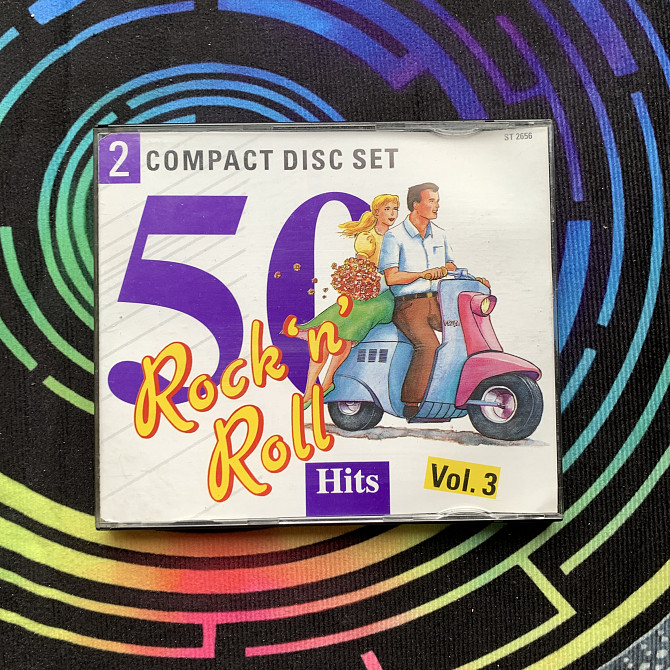 2 COMPACT DISC SET
ST 2656
50
Rock 'n'
Roll
Hits
Vol. 3